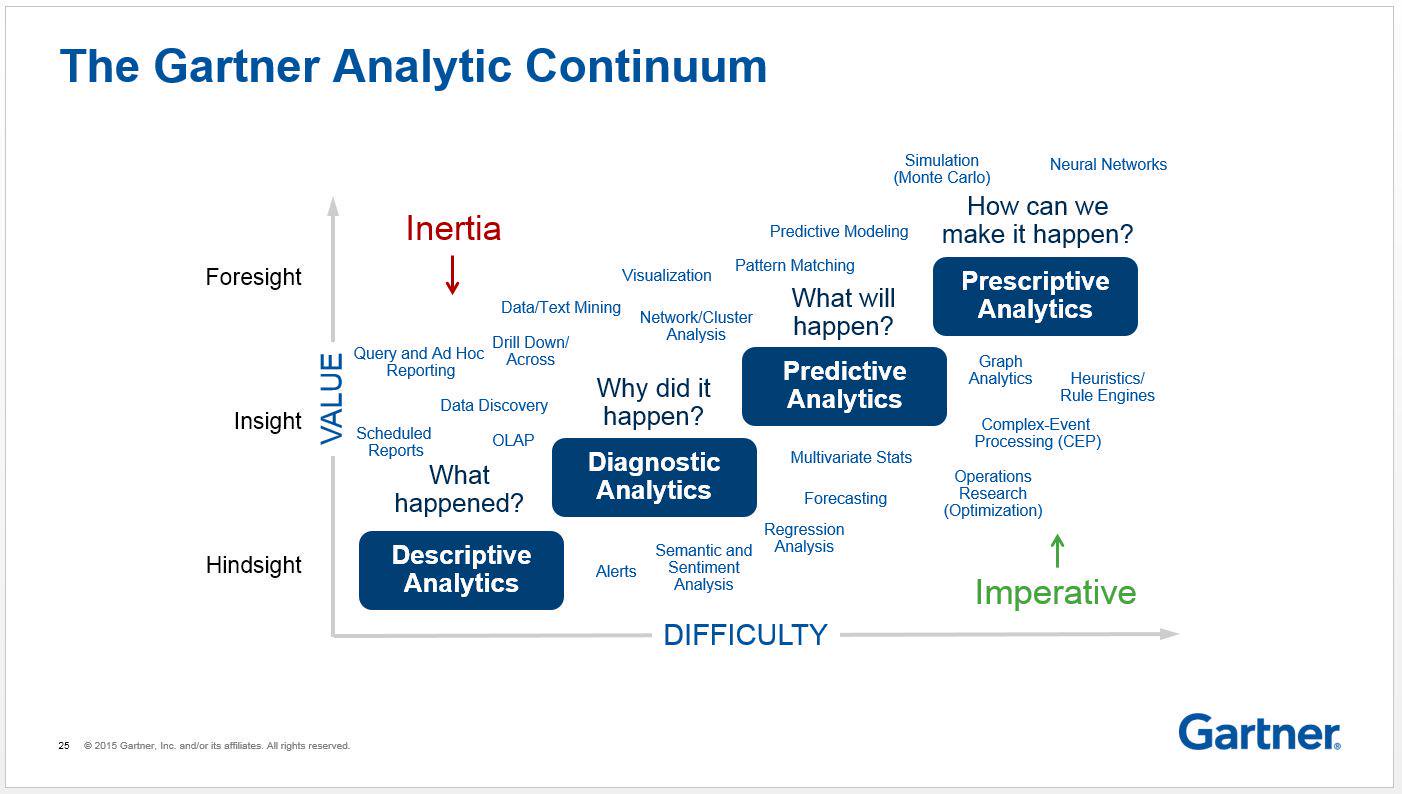 The Gartner Analytic Continuum
Simulation
(Monte Carlo)
Neural Networks
How can we
make it happen?
Inertia
Predictive Modeling
Pattern Matching
Visualization
Foresight
Prescriptive
Analytics
What will
happen?
Data/Text Mining
Network/Cluster
Analysis
Drill Down/
Across
Query and Ad Hoc
Reporting
VALUE
Predictive
Analytics
Graph
Analytics
Heuristics/
Rule Engines
Why did it
happen?
Data Discovery
Insight
Scheduled
Reports
OLAP
Complex-Event
Processing (CEP)
Diagnostic
Analytics
Multivariate Stats
What
happened?
Operations
Research
(Optimization)
Forecasting
Regression
Analysis
Hindsight
Descriptive
Analytics
Alerts
Semantic and
Sentiment
Analysis
Imperative
DIFFICULTY
25 © 2015 Gartner, Inc. and/or its affiliates. All rights reserved.
Gartner®